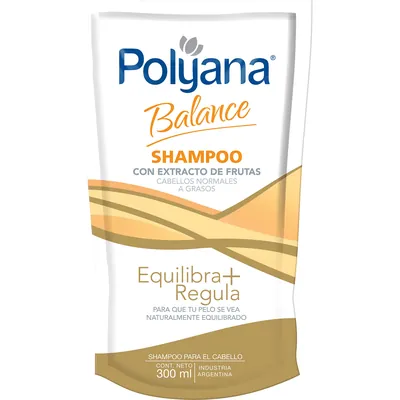 Polyana®
Balance
SHAMPOO
CON EXTRACTO DE FRUTAS
CABELLOS NORMALES
A GRASOS
Equilibra+
Regula
PARA QUE TU PELO SE VEA
NATURALMENTE EQUILIBRADO
SHAMPOO PARA EL CABELLO
CONT. NETO
300 ml
INDUSTRIA
ARGENTINA